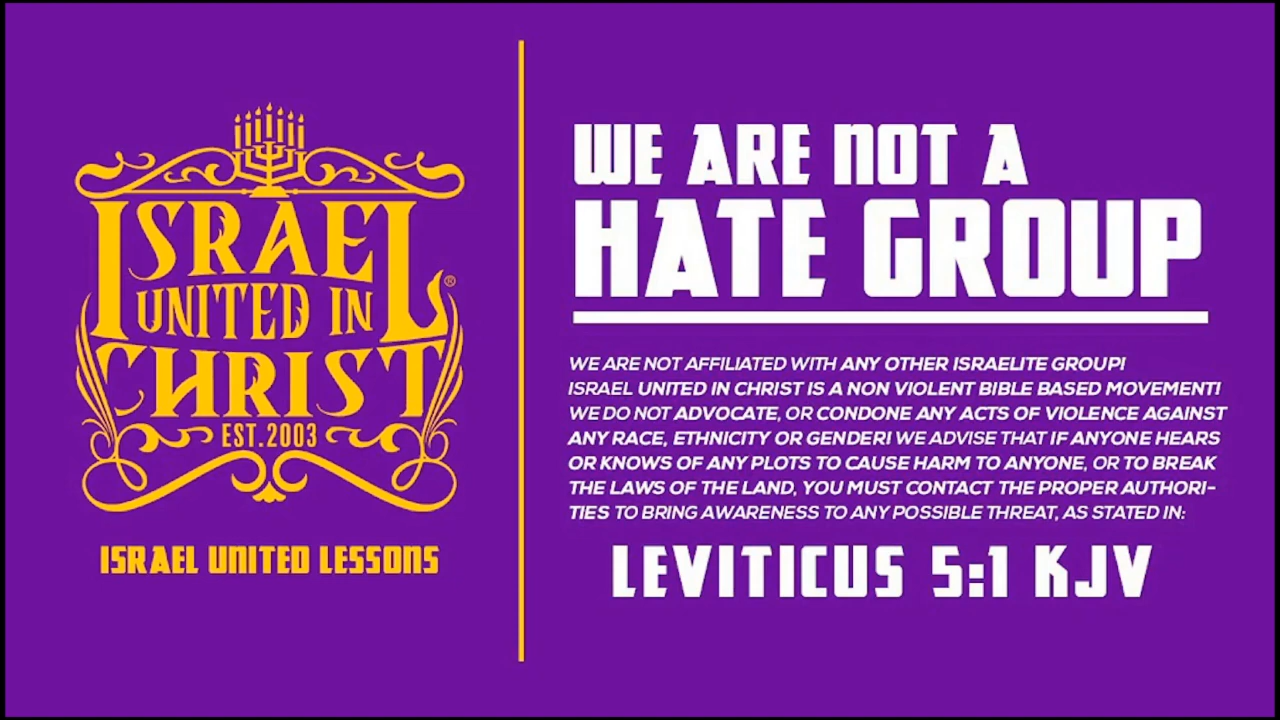 ISRAEL
UNITED IN
CHRIST
EST.2003
®
ISRAEL UNITED LESSONS
WE ARE NOT A
HATE GROUP
WE ARE NOT AFFILIATED WITH ANY OTHER ISRAELITE GROUP!
ISRAEL UNITED IN CHRIST IS A NON VIOLENT BIBLE BASED MOVEMENT!
WE DO NOT ADVOCATE, OR CONDONE ANY ACTS OF VIOLENCE AGAINST
ANY RACE, ETHNICITY OR GENDER! WE ADVISE THAT IF ANYONE HEARS
OR KNOWS OF ANY PLOTS TO CAUSE HARM TO ANYONE, OR TO BREAK
THE LAWS OF THE LAND, YOU MUST CONTACT THE PROPER AUTHORI-
TIES TO BRING AWARENESS TO ANY POSSIBLE THREAT, AS STATED IN:
LEVITICUS 5:1 KJV